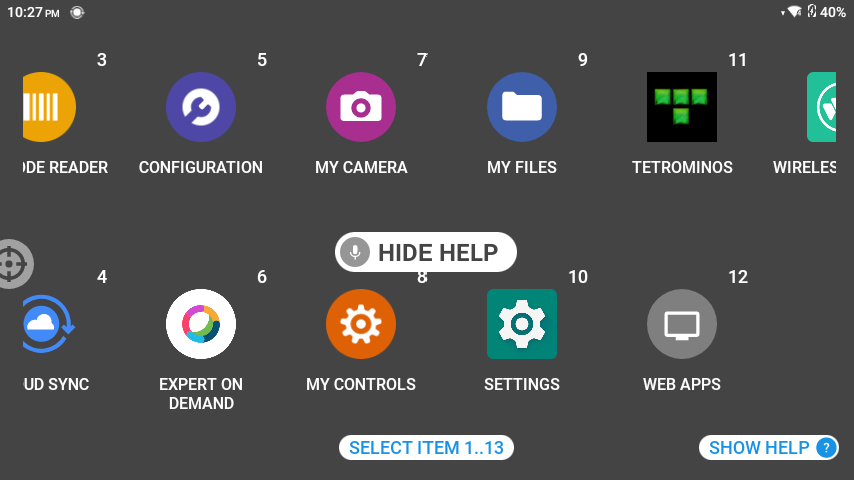 10:27 PM 40%
3 5 7 9 11
ODE READER CONFIGURATION MY CAMERA MY FILES TETROMINOS WIRELES
HIDE HELP
4 6 8 10 12
UD SYNC EXPERT ON DEMAND MY CONTROLS SETTINGS WEB APPS
SELECT ITEM 1..13 SHOW HELP ?